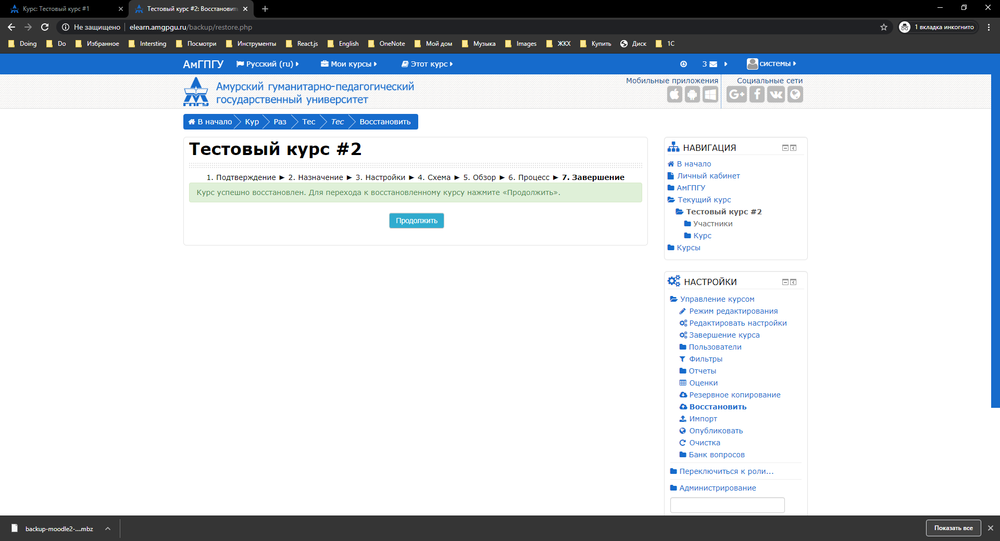 Курс: Тестовый курс #1
Тестовый курс #2: Восстановить
Не защищено elearn.amgpgu.ru/backup/restore.php
1 вкладка инкогнито
Doing Do Избранное Intersting Посмотри Инструменты React.js English OneNote Мой дом Музыка Images ЖКХ Купить Диск 1С
АмГПГУ Русский (ru) Мои курсы Этот курс 3 системы
ГПГУ
Амурский гуманитарно-педагогический
государственный университет
Мобильные приложения Социальные сети
В начало Кур Раз Тес Тес Восстановить
Тестовый курс #2
1. Подтверждение ► 2. Назначение ► 3. Настройки ► 4. Схема ► 5. Обзор ► 6. Процесс ► 7. Завершение
Курс успешно восстановлен. Для перехода к восстановленному курсу нажмите «Продолжить».
Продолжить
НАВИГАЦИЯ
В начало
Личный кабинет
АмГПГУ
Текущий курс
Тестовый курс #2
Участники
Курс
Курсы
НАСТРОЙКИ
Управление курсом
Режим редактирования
Редактировать настройки
Завершение курса
Пользователи
Фильтры
Отчеты
Оценки
Резервное копирование
Восстановить
Импорт
Опубликовать
Очистка
Банк вопросов
Переключиться к роли...
Администрирование
backup-moodle2-....mbz
Показать все